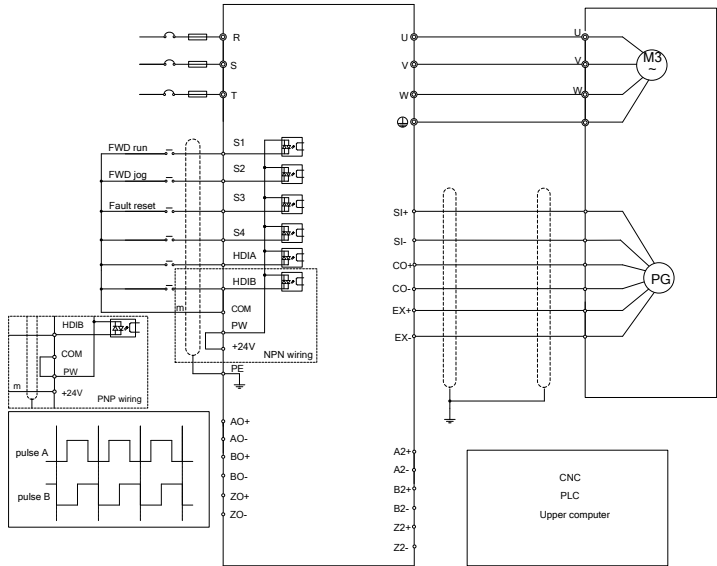 R
S
T
U
V
W
U
V
W
M3
~
FWD run
FWD jog
Fault reset
S1
S2
S3
S4
HDIA
HDIB
COM
PW
+24V
PE
m
NPN wiring
HDIB
COM
PW
+24V
m
PNP wiring
SI+
SI-
CO+
CO-
EX+
EX-
PG
pulse A
pulse B
AO+
AO-
BO+
BO-
ZO+
ZO-
A2+
A2-
B2+
B2-
Z2+
Z2-
CNC
PLC
Upper computer